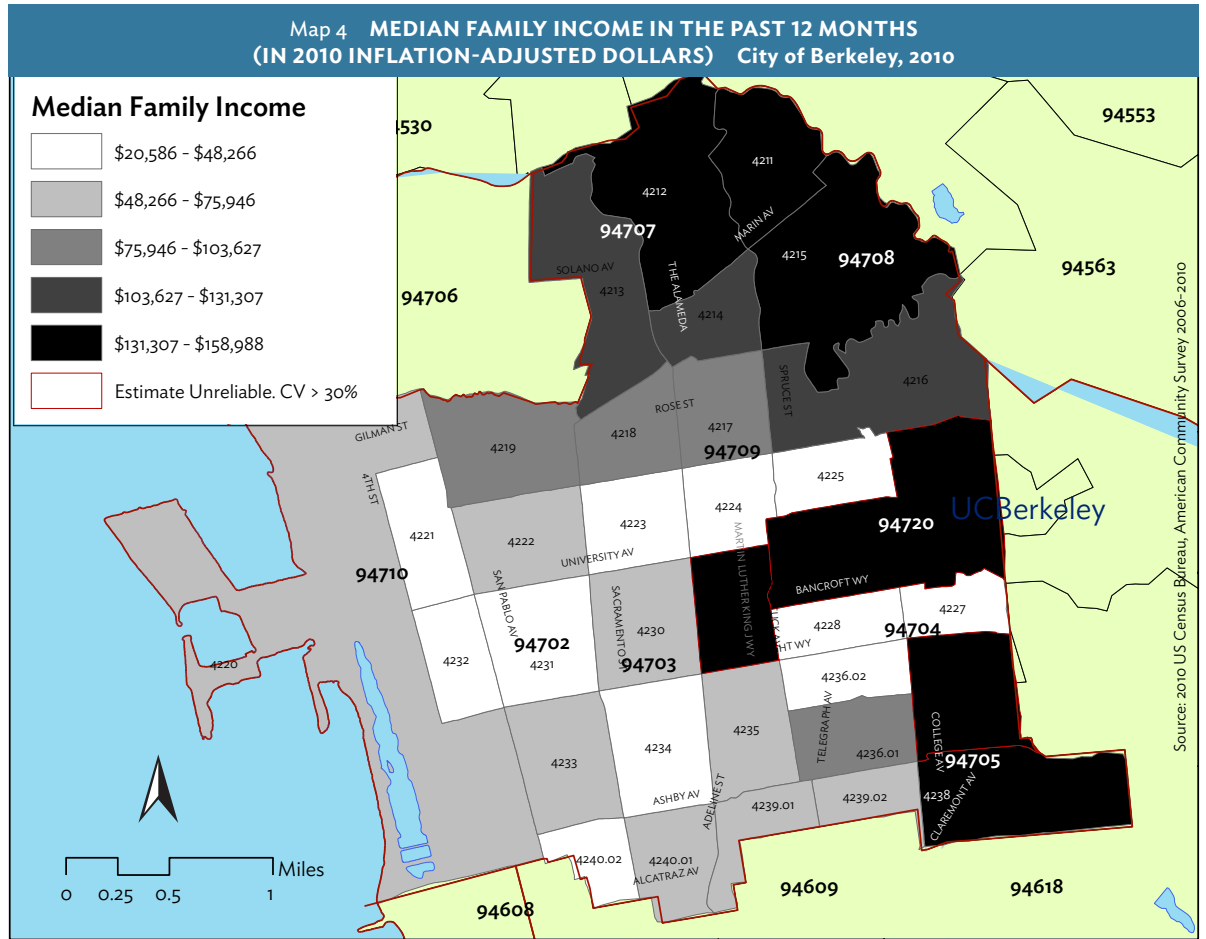 Map 4 MEDIAN FAMILY INCOME IN THE PAST 12 MONTHS
(IN 2010 INFLATION-ADJUSTED DOLLARS) City of Berkeley, 2010
Median Family Income
$20,586 - $48,266
$48,266 - $75,946
$75,946 - $103,627
$103,627 - $131,307
$131,307 - $158,988
Estimate Unreliable. CV > 30%
4530
94553
4211
4212
94707
MARIN AV
4215
94708
94563
SOLANO AV
THE ALAMEDA
94706
4213
4214
SPRUCE ST
4216
ROSE ST
GILMAN ST
4219
4218
4217
94709
4TH ST
4225
4221
4222
4223
4224
UCBerkeley
94720
UNIVERSITY AV
MARTIN LUTHER KING J WY
94710
SAN PABLO AV
SACRAMENTO ST
BANCROFT WY
4227
4228
94704
4230
HT WY
94702
94703
4232
4231
4220
4236.02
TELEGRAPH AV
COLLEGE AV
4235
4234
4233
4236.01
94705
ASHBY AV
ADELINE ST
4239.01
4239.02
4238
CLAREMONT AV
4240.02
4240.01
ALCATRAZ AV
94608
94609
94618
Miles
0 0.25 0.5 1
Source: 2010 US Census Bureau, American Community Survey 2006-2010